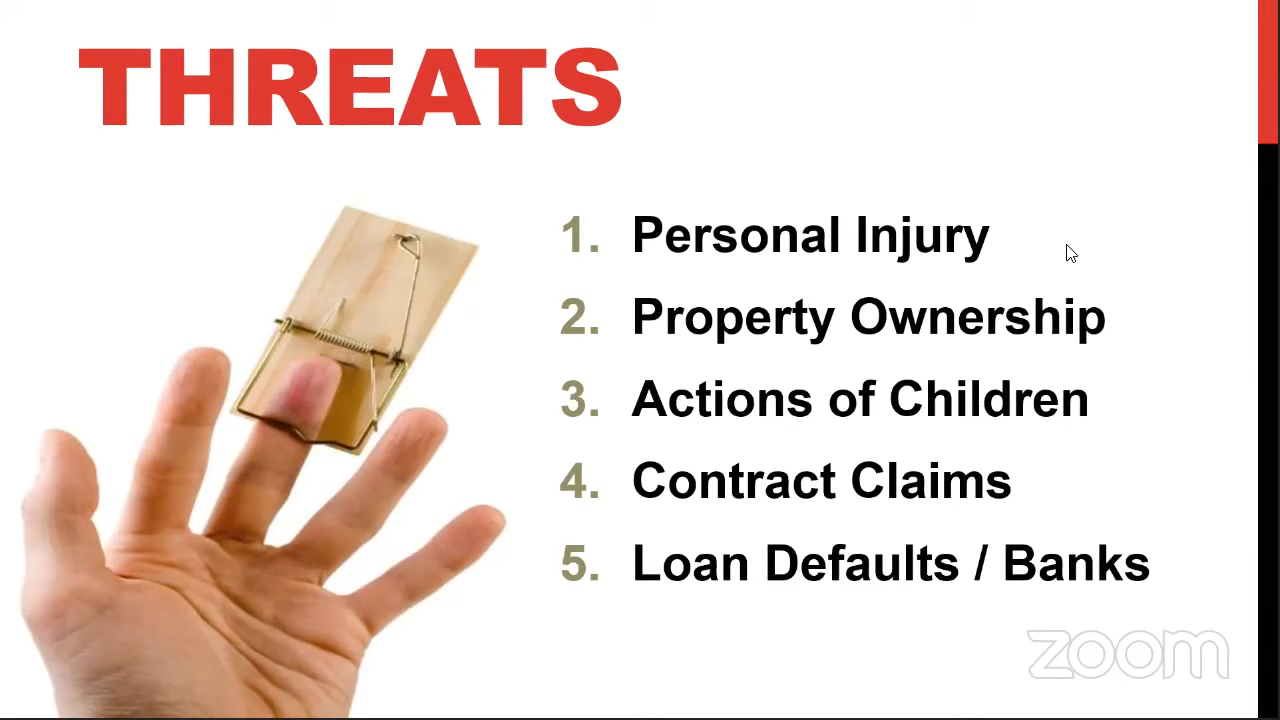 THREATS
1. Personal Injury
2. Property Ownership
3. Actions of Children
4. Contract Claims
5. Loan Defaults / Banks
zoom